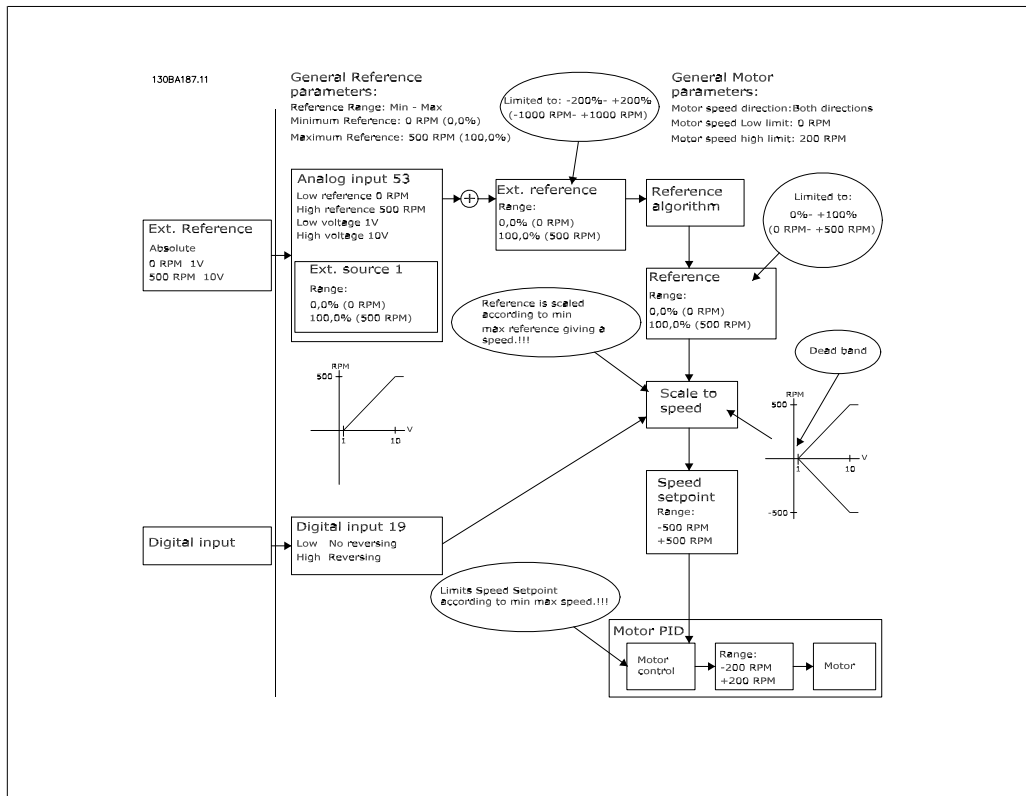 130BA187.11
General Reference
parameters:
Reference Range: Min - Max
Minimum Reference: 0 RPM (0,0%)
Maximum Reference: 500 RPM (100,0%)
Limited to: -200%- +200%
(-1000 RPM- +1000 RPM)
General Motor
parameters:
Motor speed direction:Both directions
Motor speed Low limit: 0 RPM
Motor speed high limit: 200 RPM
Ext. Reference
Absolute
0 RPM 1V
500 RPM 10V
Analog input 53
Low reference 0 RPM
High reference 500 RPM
Low voltage 1V
High voltage 10V
Ext. source 1
Range:
0,0% (0 RPM)
100,0% (500 RPM)
+
Ext. reference
Range:
0,0% (0 RPM)
100,0% (500 RPM)
Reference
algorithm
Limited to:
0%- +100%
(0 RPM- +500 RPM)
Reference
Range:
0,0% (0 RPM)
100,0% (500 RPM)
Reference is scaled
according to min
max reference giving a
speed.!!!
Dead band
RPM
500
V
1
10
Scale to
speed
RPM
500
V
1
10
-500
Speed
setpoint
Range:
-500 RPM
+500 RPM
Digital input
Digital input 19
Low No reversing
High Reversing
Limits Speed Setpoint
according to min max speed.!!!
Motor PID
Motor
control
Range:
-200 RPM
+200 RPM
Motor